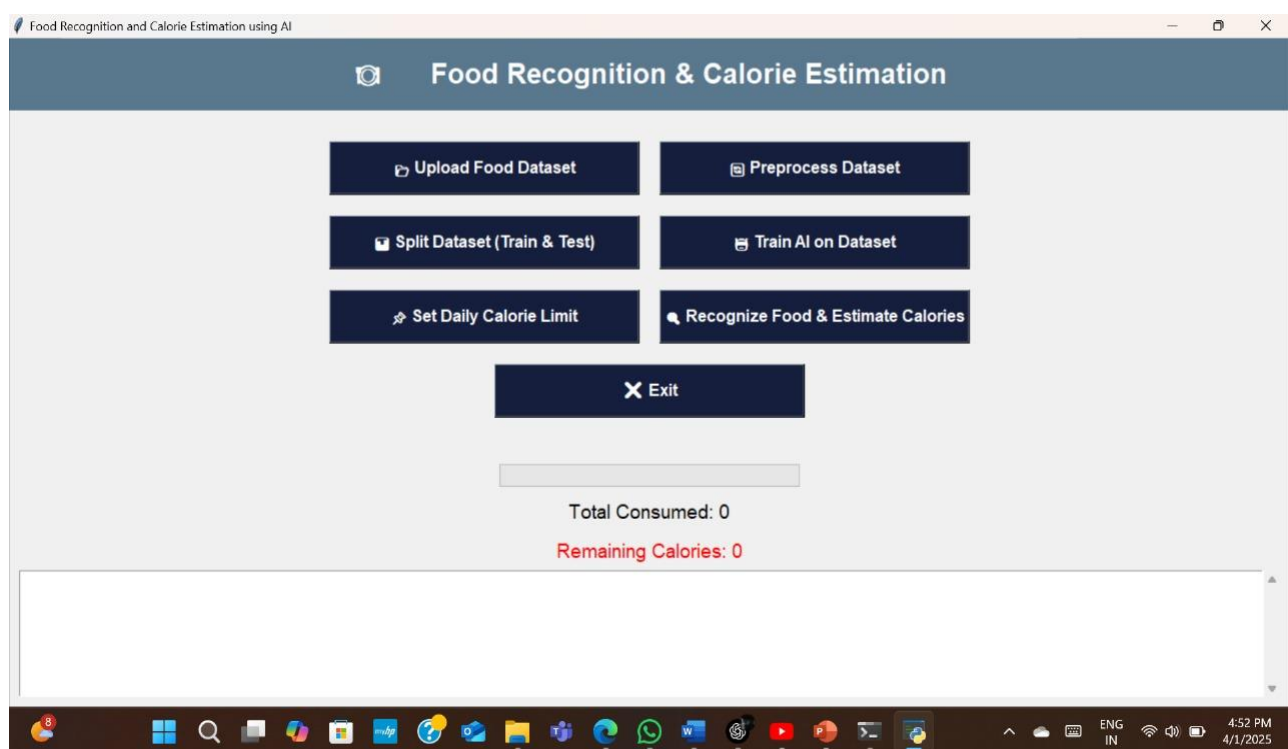 Food Recognition and Calorie Estimation using AI
Food Recognition & Calorie Estimation
Upload Food Dataset
Preprocess Dataset
Split Dataset (Train & Test)
Train AI on Dataset
Set Daily Calorie Limit
Recognize Food & Estimate Calories
Exit
Total Consumed: 0
Remaining Calories: 0
8
myhp
ENG
IN
4:52 PM
4/1/2025